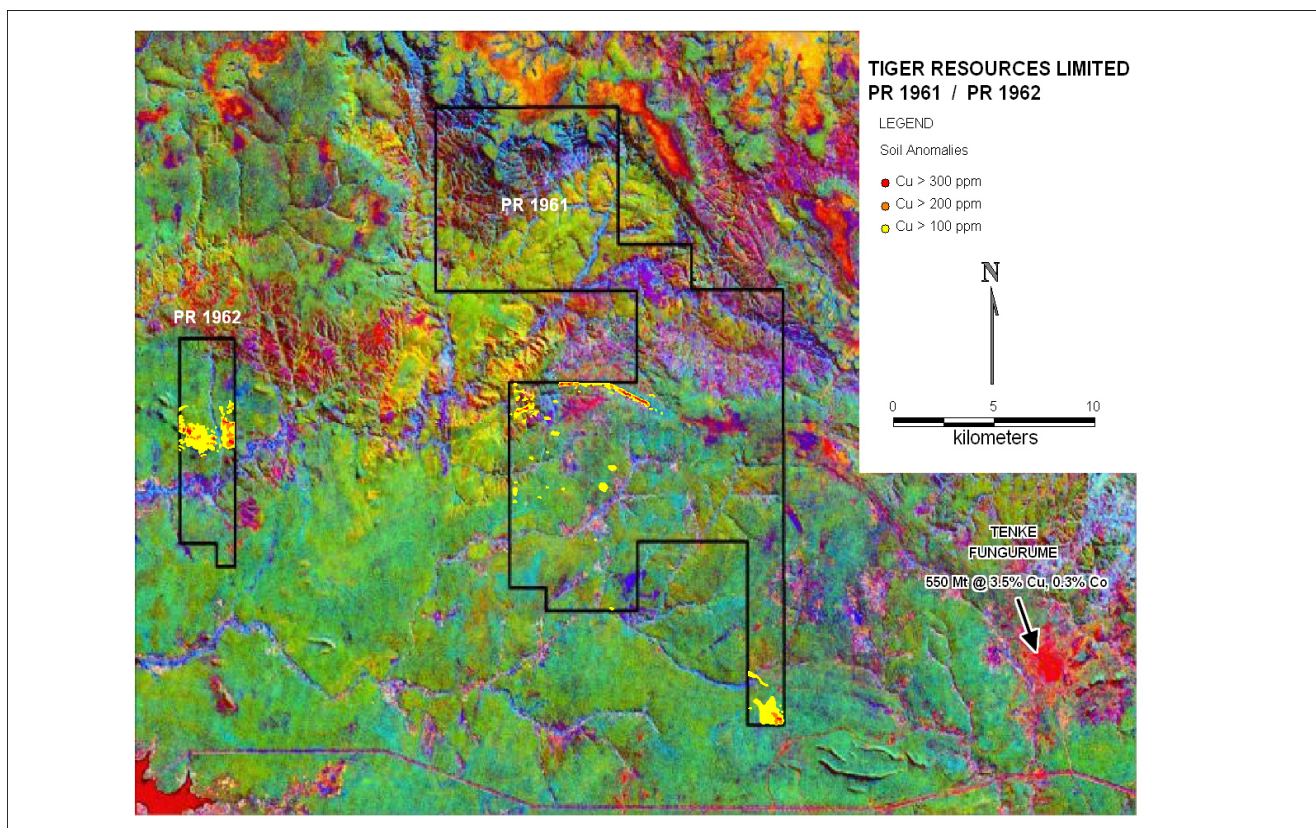 TIGER RESOURCES LIMITED
PR 1961 / PR 1962
LEGEND
Soil Anomalies
Cu > 300 ppm
Cu > 200 ppm
Cu > 100 ppm
N
0 5 10
kilometers
PR 1961
PR 1962
TENKE
FUNGURUME
550 Mt @ 3.5% Cu, 0.3% Co